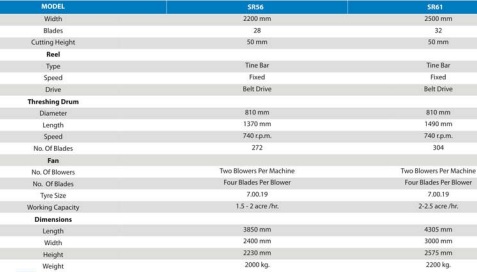 MODEL SR56 SR61
Width 2200 mm 2500 mm
Blades 28 32
Cutting Height 50 mm 50 mm
Reel
Type Tine Bar Tine Bar
Speed Fixed Fixed
Drive Belt Drive Belt Drive
Threshing Drum
Diameter 810 mm 810 mm
Length 1370 mm 1490 mm
Speed 740 r.p.m. 740 r.p.m.
No. Of Blades 272 304
Fan
No. Of Blowers Two Blowers Per Machine Two Blowers Per Machine
No. Of Blades Four Blades Per Blower Four Blades Per Blower
Tyre Size 7.00.19 7.00.19
Working Capacity 1.5 - 2 acre /hr. 2-2.5 acre /hr.
Dimensions
Length 3850 mm 4305 mm
Width 2400 mm 3000 mm
Height 2230 mm 2575 mm
Weight 2000 kg. 2200 kg.